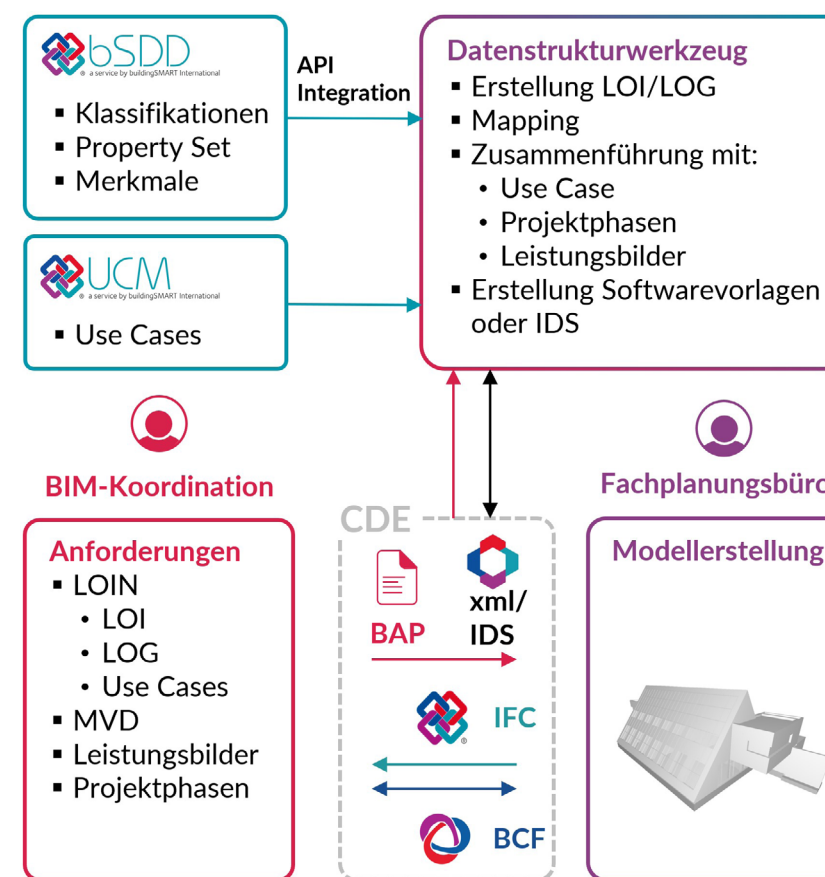 bSDD
® a service by buildingSMART International
▪ Klassifikationen
▪ Property Set
▪ Merkmale
API
Integration
Datenstrukturwerkzeug
▪ Erstellung LOI/LOG
▪ Mapping
▪ Zusammenführung mit:
• Use Case
• Projektphasen
• Leistungsbilder
▪ Erstellung Softwarevorlagen
oder IDS
UCM
® a service by buildingSMART International
▪ Use Cases
BIM-Koordination
Fachplanungsbüro
Anforderungen
▪ LOIN
• LOI
• LOG
• Use Cases
▪ MVD
▪ Leistungsbilder
▪ Projektphasen
CDE
BAP
xml/
IDS
IFC
®
BCF
Modellerstellung